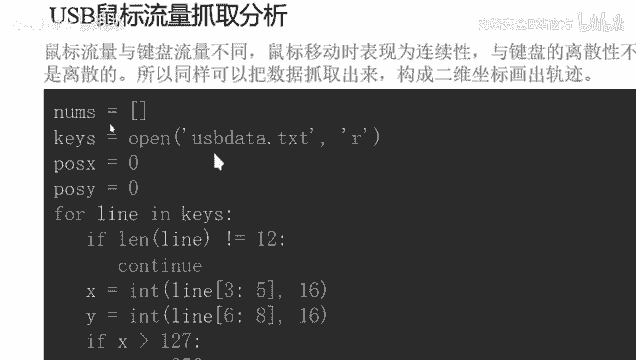 USB鼠标流量抓取分析
鼠标流量与键盘流量不同，鼠标移动时表现为连续性，与键盘的离散性不
是离散的。所以同样可以把数据抓取出来，构成二维坐标画出轨迹。
nums = []
keys = open('usbdata.txt', 'r')
posx = 0
posy = 0
for line in keys:
if len(line) != 12:
continue
x = int(line[3: 5], 16)
y = int(line[6: 8], 16)
if x > 127: